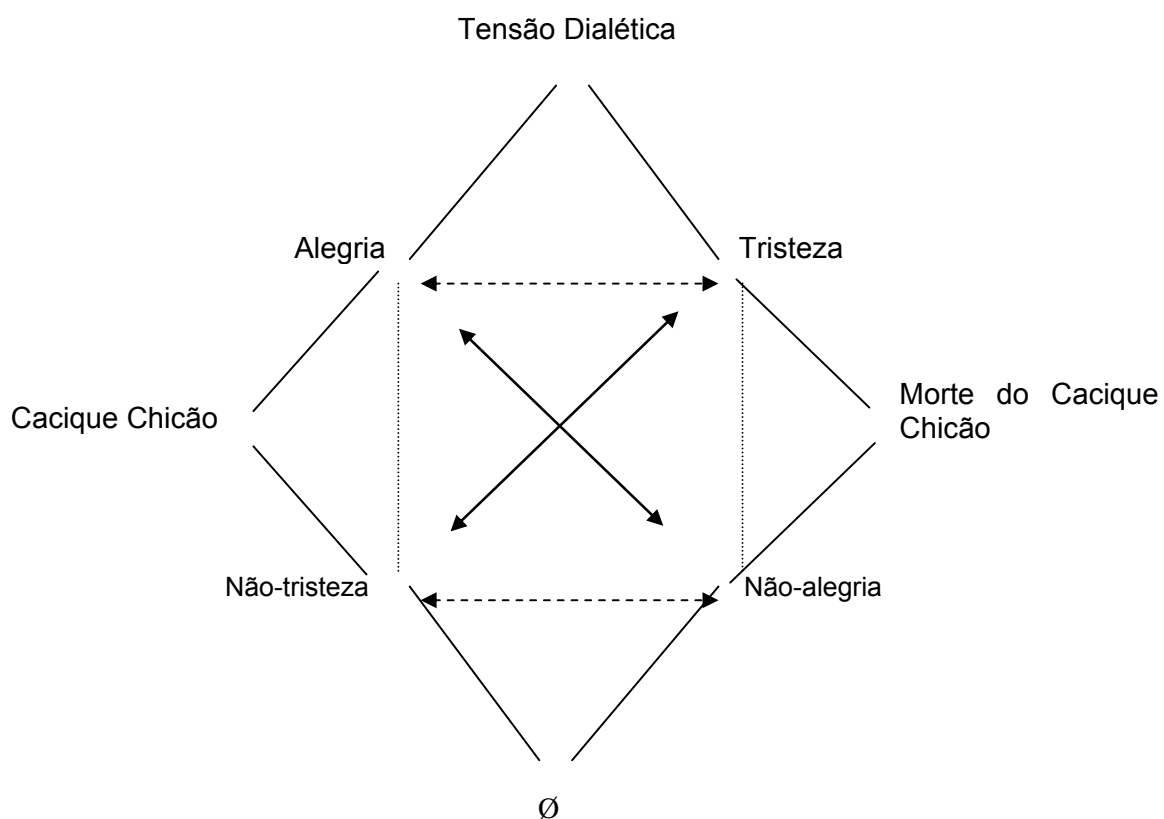 Tensão Dialética
Alegria
Tristeza
Cacique Chicão
Morte do Cacique
Chicão
Não-tristeza
Não-alegria
Ø